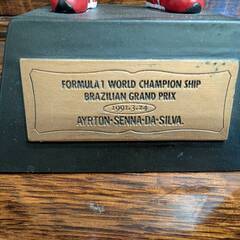 FORMULA 1 WORLD CHAMPION SHIP
BRAZILIAN GRAND PRIX
1991.3.24
AYRTON·SENNA·DA·SILVA.